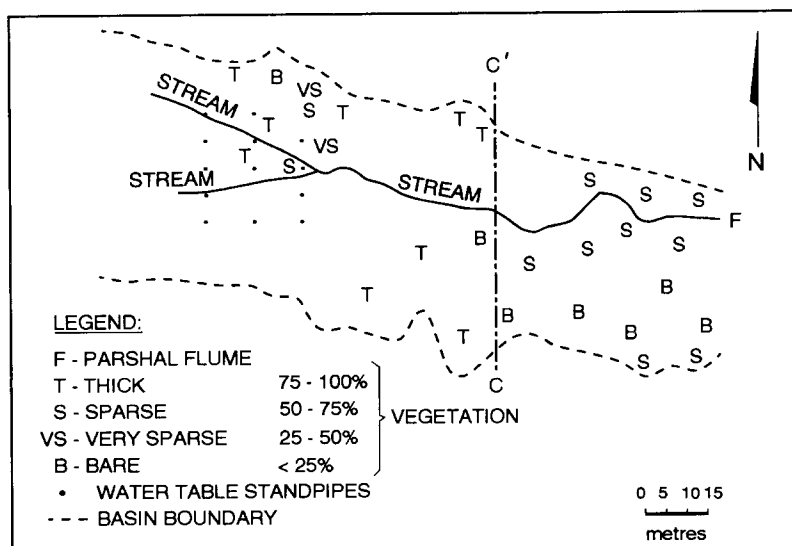 C'
T B
VS
STREAM
S T
T T
T
VS
T
S
N
STREAM
STREAM
S
S
S
F
S
S
B
S
S
T
B
T
B
B
B
B
T
S
S
C
LEGEND:
F - PARSHAL FLUME
T - THICK 75 - 100%
S - SPARSE 50 - 75%
VS - VERY SPARSE 25 - 50%
B - BARE < 25%
VEGETATION
• WATER TABLE STANDPIPES
---- BASIN BOUNDARY
0 5 10 15
metres